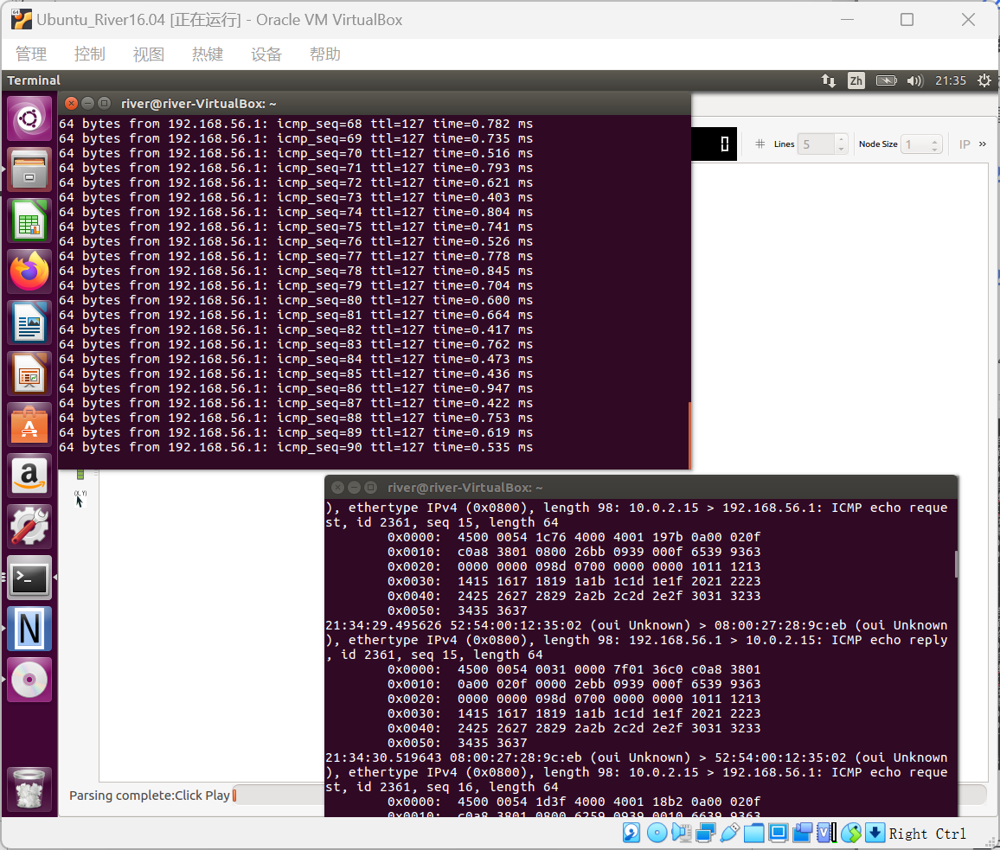 Ubuntu_River16.04 [正在运行] - Oracle VM VirtualBox
管理 控制 视图 热键 设备 帮助
Terminal Zh 21:35
river@river-VirtualBox: ~
64 bytes from 192.168.56.1: icmp_seq=68 ttl=127 time=0.782 ms
64 bytes from 192.168.56.1: icmp_seq=69 ttl=127 time=0.735 ms
64 bytes from 192.168.56.1: icmp_seq=70 ttl=127 time=0.516 ms
64 bytes from 192.168.56.1: icmp_seq=71 ttl=127 time=0.793 ms
64 bytes from 192.168.56.1: icmp_seq=72 ttl=127 time=0.621 ms
64 bytes from 192.168.56.1: icmp_seq=73 ttl=127 time=0.403 ms
64 bytes from 192.168.56.1: icmp_seq=74 ttl=127 time=0.804 ms
64 bytes from 192.168.56.1: icmp_seq=75 ttl=127 time=0.741 ms
64 bytes from 192.168.56.1: icmp_seq=76 ttl=127 time=0.526 ms
64 bytes from 192.168.56.1: icmp_seq=77 ttl=127 time=0.778 ms
64 bytes from 192.168.56.1: icmp_seq=78 ttl=127 time=0.845 ms
64 bytes from 192.168.56.1: icmp_seq=79 ttl=127 time=0.704 ms
64 bytes from 192.168.56.1: icmp_seq=80 ttl=127 time=0.600 ms
64 bytes from 192.168.56.1: icmp_seq=81 ttl=127 time=0.664 ms
64 bytes from 192.168.56.1: icmp_seq=82 ttl=127 time=0.417 ms
64 bytes from 192.168.56.1: icmp_seq=83 ttl=127 time=0.762 ms
64 bytes from 192.168.56.1: icmp_seq=84 ttl=127 time=0.473 ms
64 bytes from 192.168.56.1: icmp_seq=85 ttl=127 time=0.436 ms
64 bytes from 192.168.56.1: icmp_seq=86 ttl=127 time=0.947 ms
64 bytes from 192.168.56.1: icmp_seq=87 ttl=127 time=0.422 ms
64 bytes from 192.168.56.1: icmp_seq=88 ttl=127 time=0.753 ms
64 bytes from 192.168.56.1: icmp_seq=89 ttl=127 time=0.619 ms
64 bytes from 192.168.56.1: icmp_seq=90 ttl=127 time=0.535 ms
0 # Lines 5 Node Size 1 IP »
(X, Y)
river@river-VirtualBox: ~
), ethertype IPv4 (0x0800), length 98: 10.0.2.15 > 192.168.56.1: ICMP echo reque
st, id 2361, seq 15, length 64
0x0000:  4500 0054 1c76 4000 4001 197b 0a00 020f
0x0010:  c0a8 3801 0800 26bb 0939 000f 6539 9363
0x0020:  0000 0000 098d 0700 0000 0000 1011 1213
0x0030:  1415 1617 1819 1a1b 1c1d 1e1f 2021 2223
0x0040:  2425 2627 2829 2a2b 2c2d 2e2f 3031 3233
0x0050:  3435 3637
21:34:29.495626 52:54:00:12:35:02 (oui Unknown) > 08:00:27:28:9c:eb (oui Unknown
), ethertype IPv4 (0x0800), length 98: 192.168.56.1 > 10.0.2.15: ICMP echo reply
, id 2361, seq 15, length 64
0x0000:  4500 0054 0031 0000 7f01 36c0 c0a8 3801
0x0010:  0a00 020f 0000 2ebb 0939 000f 6539 9363
0x0020:  0000 0000 098d 0700 0000 0000 1011 1213
0x0030:  1415 1617 1819 1a1b 1c1d 1e1f 2021 2223
0x0040:  2425 2627 2829 2a2b 2c2d 2e2f 3031 3233
0x0050:  3435 3637
21:34:30.519643 08:00:27:28:9c:eb (oui Unknown) > 52:54:00:12:35:02 (oui Unknown
), ethertype IPv4 (0x0800), length 98: 10.0.2.15 > 192.168.56.1: ICMP echo reque
st, id 2361, seq 16, length 64
0x0000:  4500 0054 1d3f 4000 4001 18b2 0a00 020f
0x0010:  c0a8 3801 0800 6259 0939 0010 6639 9363
Parsing complete:Click Play
Right Ctrl